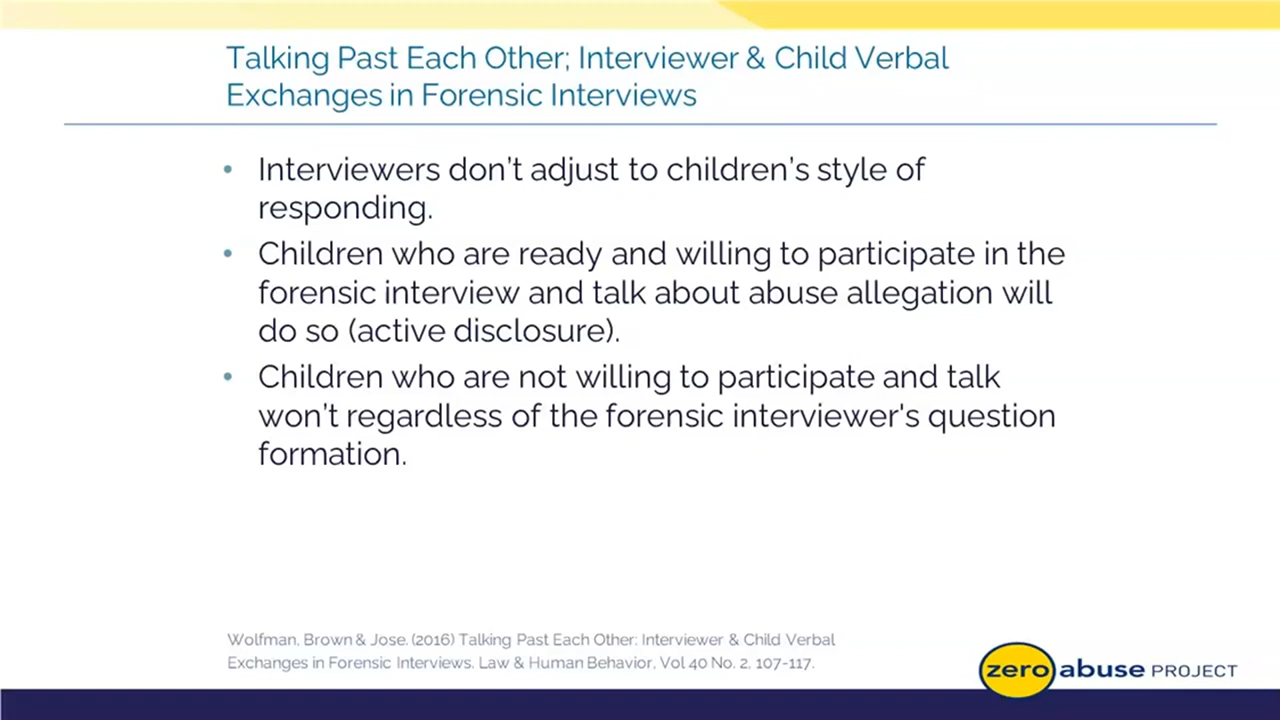 Talking Past Each Other; Interviewer & Child Verbal
Exchanges in Forensic Interviews
• Interviewers don’t adjust to children’s style of
responding.
• Children who are ready and willing to participate in the
forensic interview and talk about abuse allegation will
do so (active disclosure).
• Children who are not willing to participate and talk
won’t regardless of the forensic interviewer's question
formation.
Wolfman, Brown & Jose. (2016) Talking Past Each Other: Interviewer & Child Verbal
Exchanges in Forensic Interviews. Law & Human Behavior, Vol 40 No. 2, 107-117.
zero abuse PROJECT